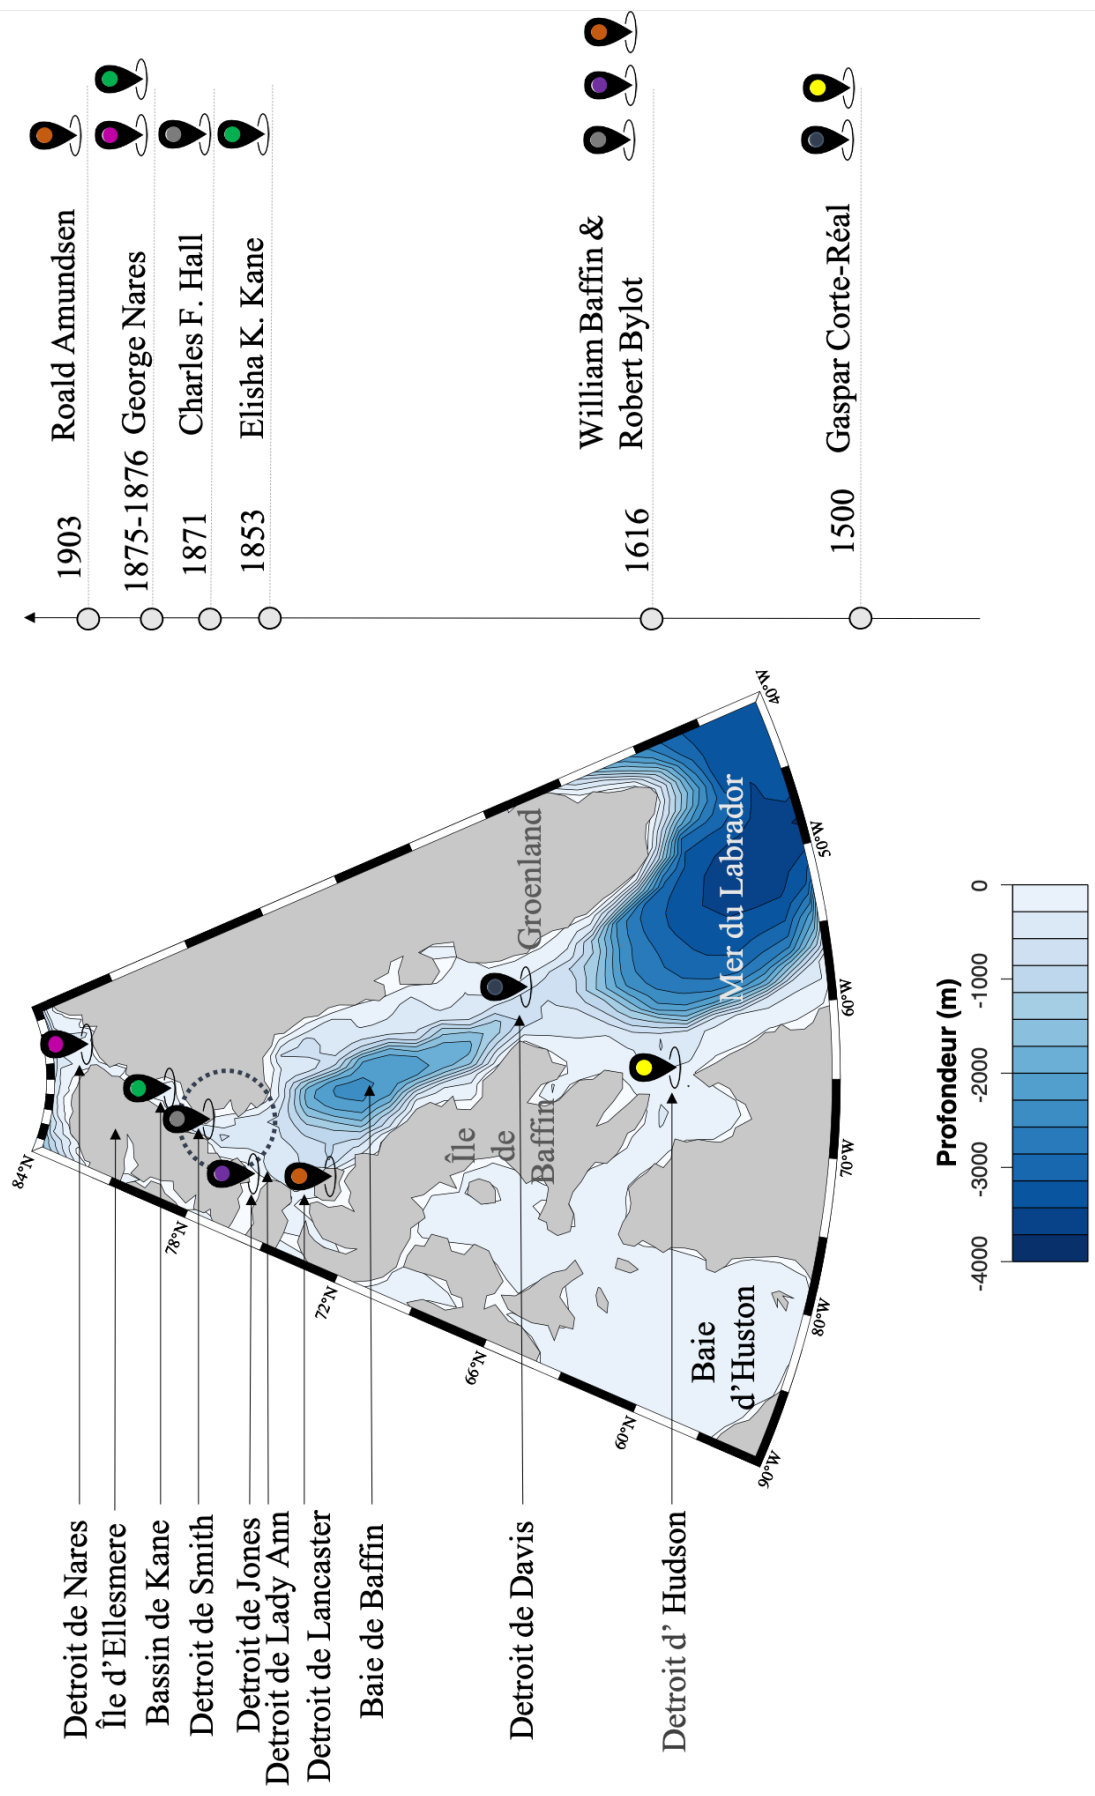 Detroit de Nares
Île d'Ellesmere
Bassin de Kane
Detroit de Smith
Detroit de Jones
Detroit de Lady Ann
Detroit de Lancaster
Baie de Baffin
Detroit de Davis
Detroit d' Hudson
84°N
78°N
72°N
66°N
60°N
90°W
80°W
70°W
60°W
50°W
40°W
Groenland
Île
de
Baffin
Mer du Labrador
Baie
d'Huston
Profondeur (m)
-4000
-3000
-2000
-1000
0
1903 Roald Amundsen
1875-1876 George Nares
1871 Charles F. Hall
1853 Elisha K. Kane
William Baffin &
1616 Robert Bylot
1500 Gaspar Corte-Réal